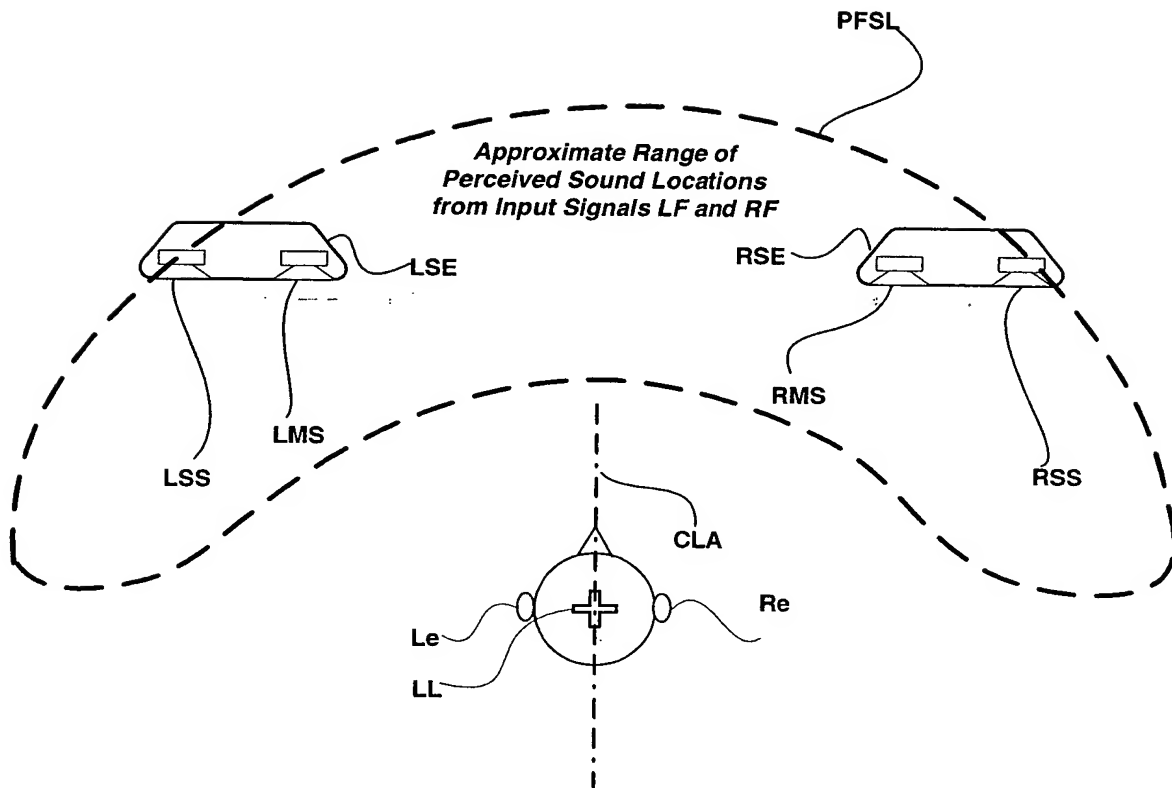 PFSL
Approximate Range of
Perceived Sound Locations
from Input Signals LF and RF
LSE
RSE
RMS
LMS
LSS
RSS
CLA
Re
Le
LL